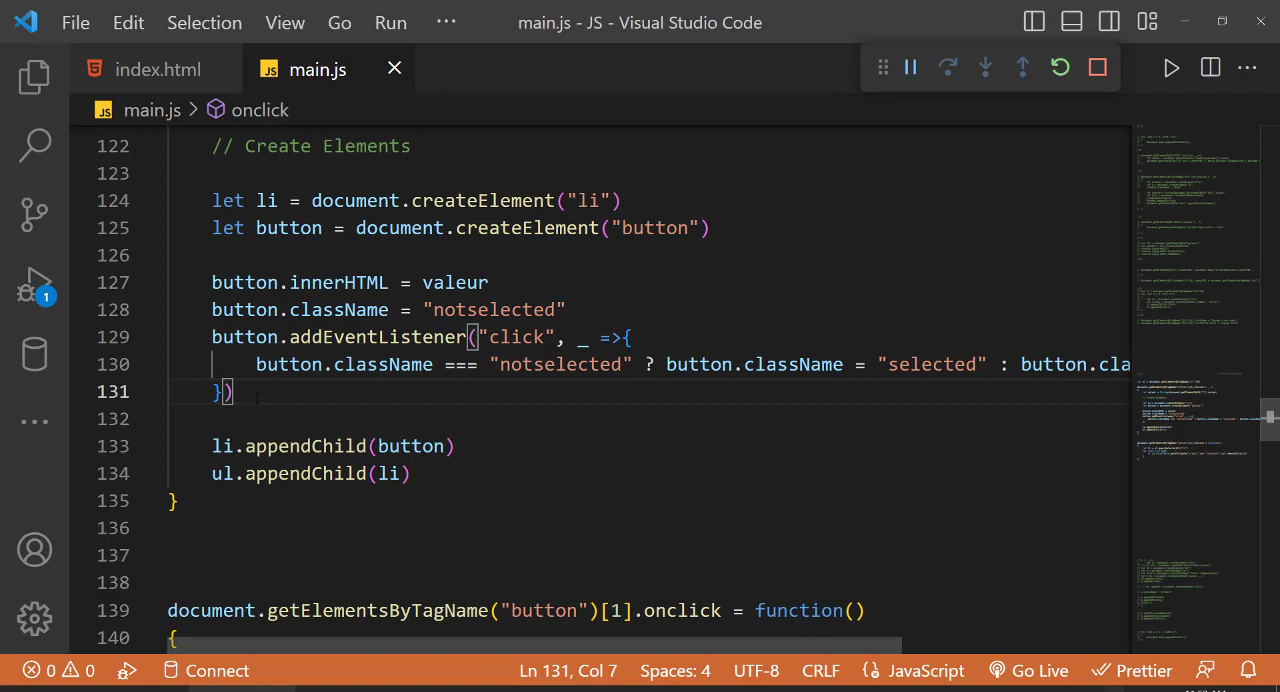 File Edit Selection View Go Run ··· main.js - JS - Visual Studio Code
index.html JS main.js
JS main.js > onclick
122 // Create Elements
123
124 let li = document.createElement("li")
125 let button = document.createElement("button")
126
127 button.innerHTML = valeur
128 button.className = "notselected"
129 button.addEventListener("click", _ =>{
130 button.className === "notselected" ? button.className = "selected" : button.cla
131 })
132
133 li.appendChild(button)
134 ul.appendChild(li)
135 }
136
137
138
139 document.getElementsByTagName("button")[1].onclick = function()
140 {
1
0 0 Connect Ln 131, Col 7 Spaces: 4 UTF-8 CRLF {} JavaScript Go Live Prettier